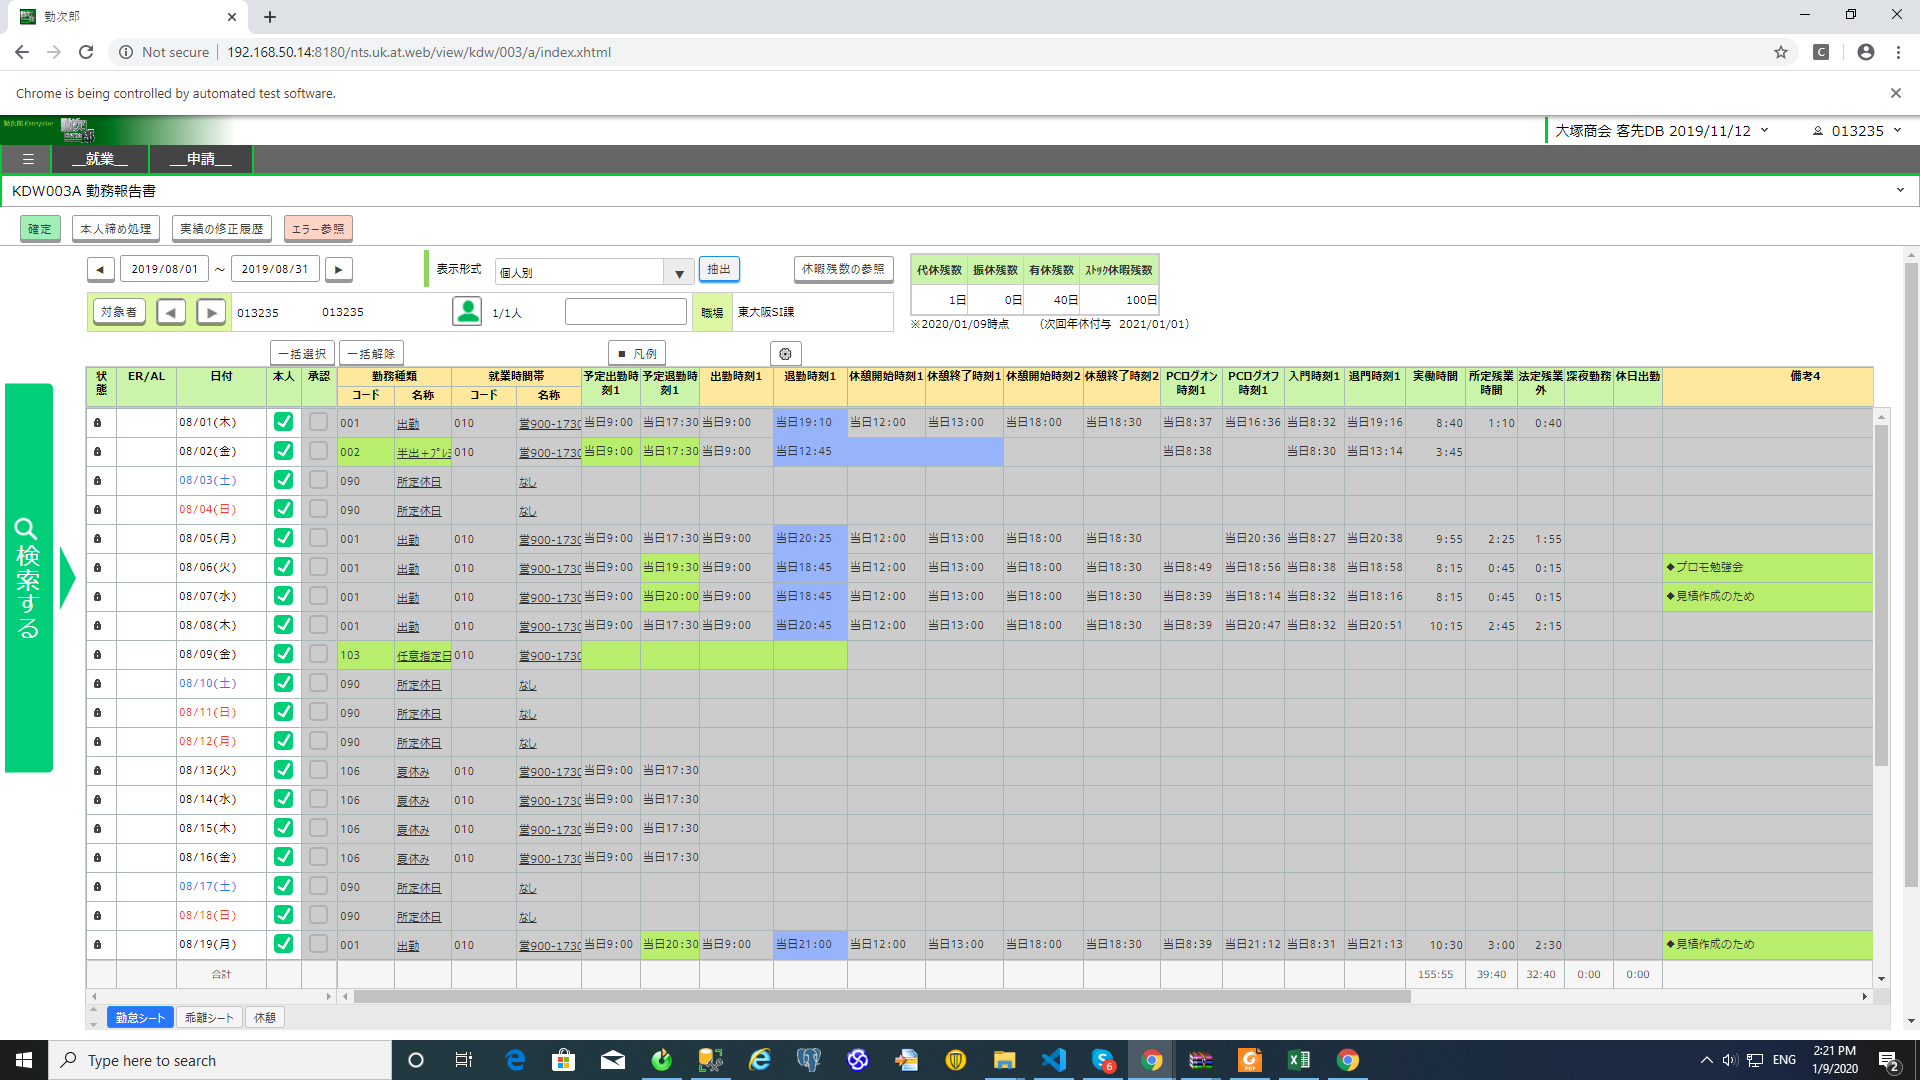 勤次郎
Not secure
192.168.50.14:8180/nts.uk.at.web/view/kdw/003/a/index.xhtml
Chrome is being controlled by automated test software.
勤次郎 Enterprise
大塚商会 客先DB 2019/11/12
013235
就業
申請
KDW003A 勤務報告書
確定 本人締め処理 実績の修正履歴 エラー参照
2019/08/01 ～ 2019/08/31
表示形式 個人別 抽出 休暇残数の参照
対象者 013235 013235 1/1人 職場 東大阪SI課
代休残数 振休残数 有休残数 ｽﾄｯｸ休暇残数
1日 0日 40日 100日
※2020/01/09時点 (次回年休付与 2021/01/01)
検索する
一括選択 一括解除 ■ 凡例
状態 ER/AL 日付 本人 承認 勤務種類 就業時間帯 予定出勤時刻1 予定退勤時刻1 出勤時刻1 退勤時刻1 休憩開始時刻1 休憩終了時刻1 休憩開始時刻2 休憩終了時刻2 PCログオン時刻1 PCログオフ時刻1 入門時刻1 退門時刻1 実働時間 所定残業時間 法定残業外 深夜勤務 休日出勤 備考4
コード 名称 コード 名称
08/01(木) 001 出勤 010 営900-1730 当日9:00 当日17:30 当日9:00 当日19:10 当日12:00 当日13:00 当日18:00 当日18:30 当日8:37 当日16:36 当日8:32 当日19:16 8:40 1:10 0:40
08/02(金) 002 半出+ﾌﾟﾚﾐ 010 営900-1730 当日9:00 当日17:30 当日9:00 当日12:45 当日8:38 当日8:30 当日13:14 3:45
08/03(土) 090 所定休日 なし
08/04(日) 090 所定休日 なし
08/05(月) 001 出勤 010 営900-1730 当日9:00 当日17:30 当日9:00 当日20:25 当日12:00 当日13:00 当日18:00 当日18:30 当日20:36 当日8:27 当日20:38 9:55 2:25 1:55
08/06(火) 001 出勤 010 営900-1730 当日9:00 当日19:30 当日9:00 当日18:45 当日12:00 当日13:00 当日18:00 当日18:30 当日8:49 当日18:56 当日8:38 当日18:58 8:15 0:45 0:15 ◆プロモ勉強会
08/07(水) 001 出勤 010 営900-1730 当日9:00 当日20:00 当日9:00 当日18:45 当日12:00 当日13:00 当日18:00 当日18:30 当日8:39 当日18:14 当日8:32 当日18:16 8:15 0:45 0:15 ◆見積作成のため
08/08(木) 001 出勤 010 営900-1730 当日9:00 当日17:30 当日9:00 当日20:45 当日12:00 当日13:00 当日18:00 当日18:30 当日8:39 当日20:47 当日8:32 当日20:51 10:15 2:45 2:15
08/09(金) 103 任意指定日 010 営900-1730
08/10(土) 090 所定休日 なし
08/11(日) 090 所定休日 なし
08/12(月) 090 所定休日 なし
08/13(火) 106 夏休み 010 営900-1730 当日9:00 当日17:30
08/14(水) 106 夏休み 010 営900-1730 当日9:00 当日17:30
08/15(木) 106 夏休み 010 営900-1730 当日9:00 当日17:30
08/16(金) 106 夏休み 010 営900-1730 当日9:00 当日17:30
08/17(土) 090 所定休日 なし
08/18(日) 090 所定休日 なし
08/19(月) 001 出勤 010 営900-1730 当日9:00 当日20:30 当日9:00 当日21:00 当日12:00 当日13:00 当日18:00 当日18:30 当日8:39 当日21:12 当日8:31 当日21:13 10:30 3:00 2:30 ◆見積作成のため
合計 155:55 39:40 32:40 0:00 0:00
勤怠シート 乖離シート 休憩
Type here to search
6
ENG
2:21 PM
1/9/2020
2